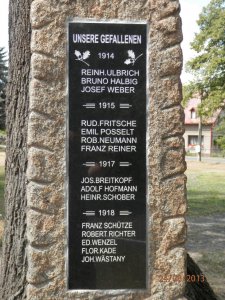 UNSERE GEFALLENEN
1914
REINH.ULBRICH
BRUNO HALBIG
JOSEF WEBER
1915
RUD.FRITSCHE
EMIL POSSELT
ROB.NEUMANN
FRANZ REINER
1917
JOS.BREITKOPF
ADOLF HOFMANN
HEINR.SCHOBER
1918
FRANZ SCHÜTZE
ROBERT RICHTER
ED.WENZEL
FLOR.KADE
JOH.WÄSTANY